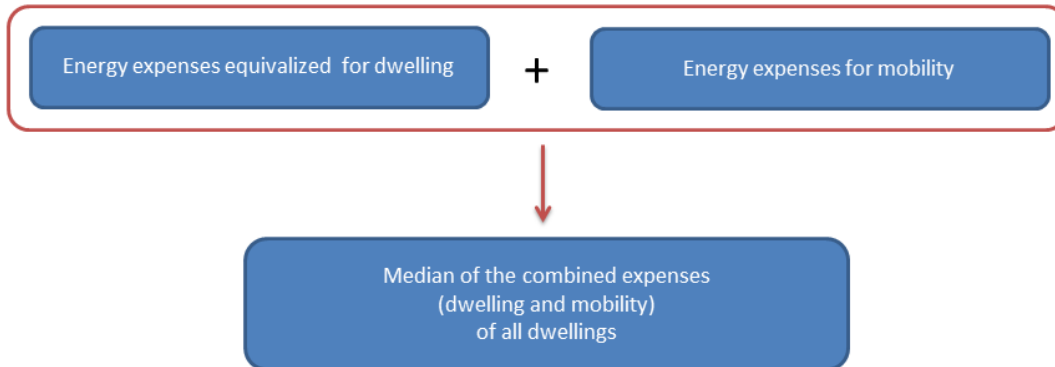 Energy expenses equivalized for dwelling
+
Energy expenses for mobility
Median of the combined expenses
(dwelling and mobility)
of all dwellings